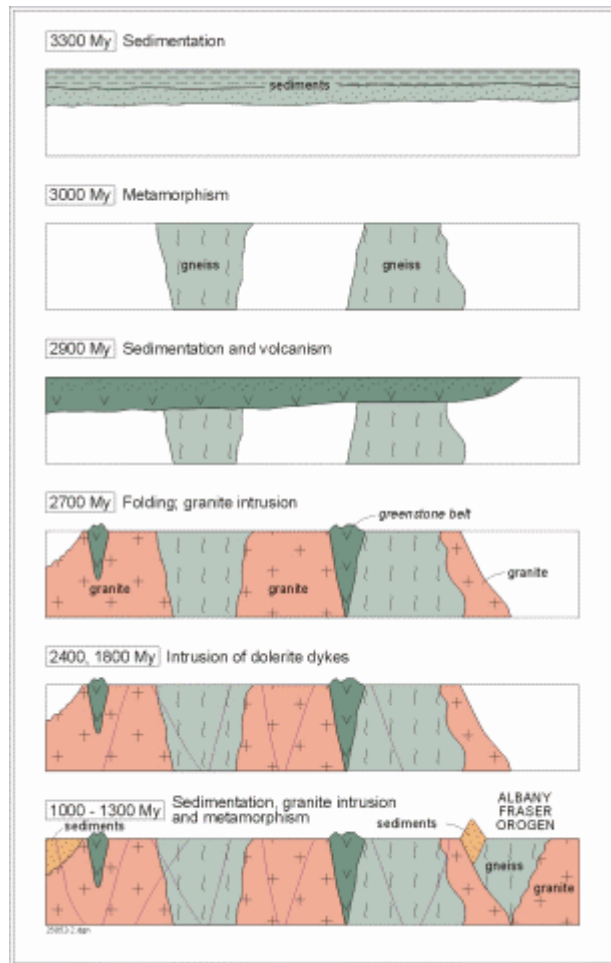 3300 My Sedimentation
sediments
3000 My Metamorphism
gneiss gneiss
2900 My Sedimentation and volcanism
2700 My Folding; granite intrusion
greenstone belt
granite
granite granite
2400, 1800 My Intrusion of dolerite dykes
1000 - 1300 My Sedimentation, granite intrusion
and metamorphism
ALBANY
FRASER
OROGEN
sediments sediments
gneiss
granite